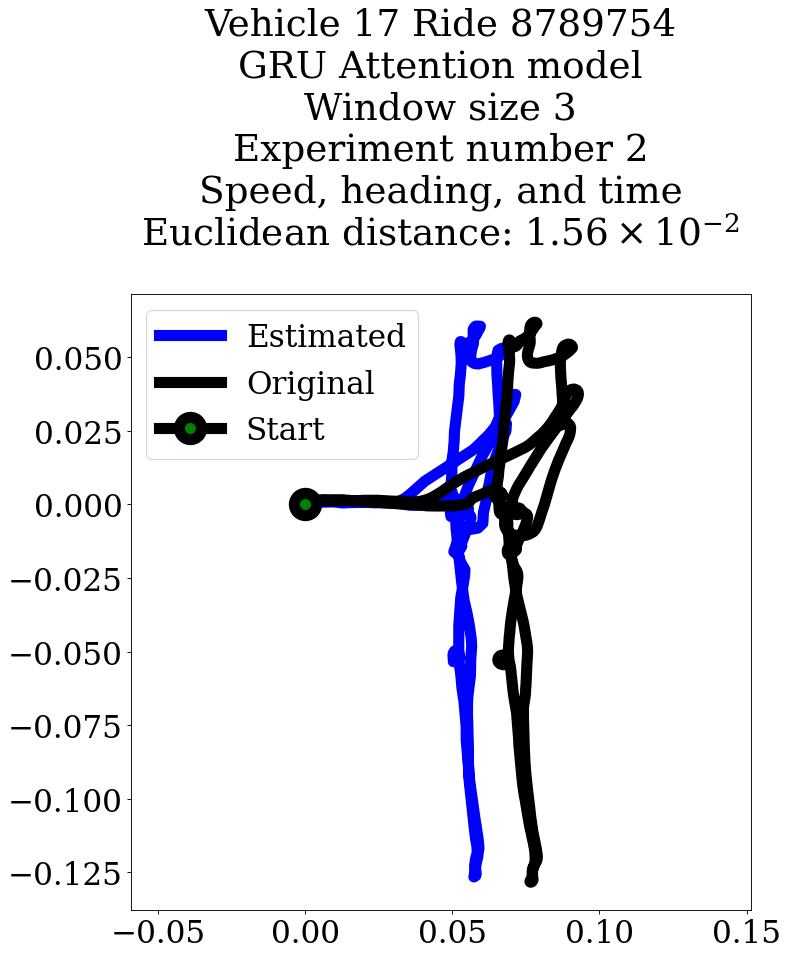 Vehicle 17 Ride 8789754
GRU Attention model
Window size 3
Experiment number 2
Speed, heading, and time
Euclidean distance: 1.56 × 10⁻²
Estimated
Original
Start
0.050
0.025
0.000
−0.025
−0.050
−0.075
−0.100
−0.125
−0.05 0.00 0.05 0.10 0.15